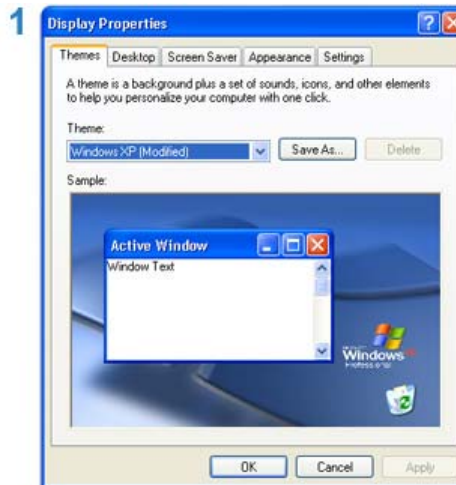 1
Display Properties
Themes Desktop Screen Saver Appearance Settings
A theme is a background plus a set of sounds, icons, and other elements
to help you personalize your computer with one click.
Theme:
Windows XP (Modified) Save As... Delete
Sample:
Active Window
Window Text
Windows
Professional
OK Cancel Apply